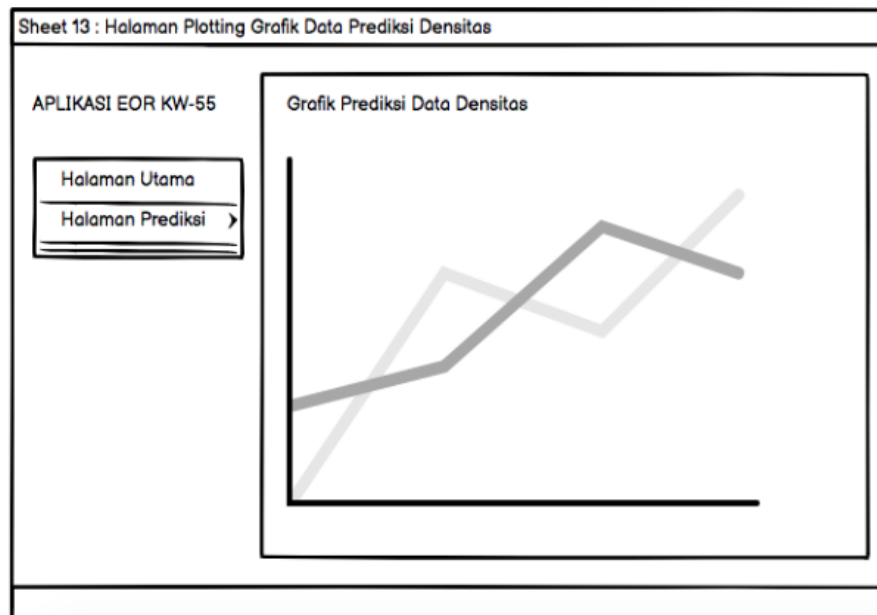 Sheet 13 : Halaman Plotting Grafik Data Prediksi Densitas
APLIKASI EOR KW-55
Halaman Utama
Halaman Prediksi
Grafik Prediksi Data Densitas